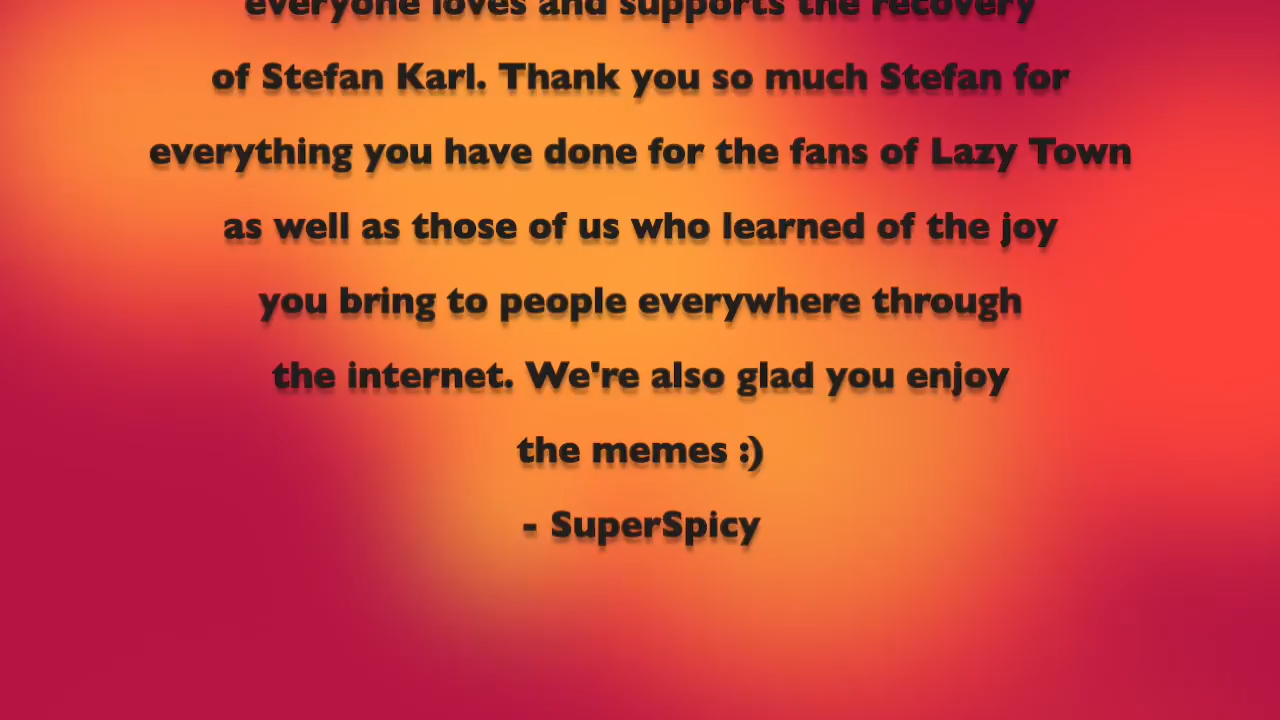 everyone loves and supports the recovery
of Stefan Karl. Thank you so much Stefan for
everything you have done for the fans of Lazy Town
as well as those of us who learned of the joy
you bring to people everywhere through
the internet. We're also glad you enjoy
the memes :)
- SuperSpicy